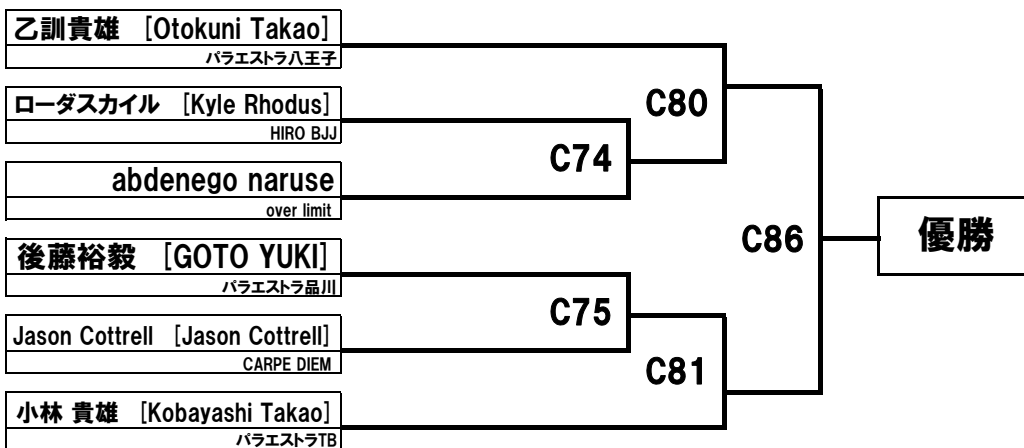 乙訓貴雄 [Otokuni Takao]
パラエストラ八王子
ローダスカイル [Kyle Rhodus]
HIRO BJJ
C80
C74
abdenego naruse
over limit
優勝
C86
後藤裕毅 [GOTO YUKI]
パラエストラ品川
C75
Jason Cottrell [Jason Cottrell]
CARPE DIEM
C81
小林 貴雄 [Kobayashi Takao]
パラエストラTB